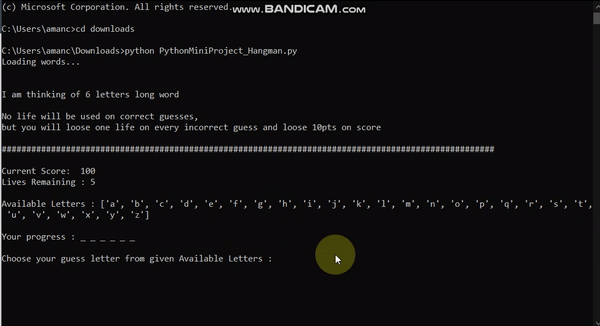 (c) Microsoft Corporation. All rights reserved.
www.BANDICAM.com
C:\Users\amanc>cd downloads
C:\Users\amanc\Downloads>python PythonMiniProject_Hangman.py
Loading words...
I am thinking of 6 letters long word
No life will be used on correct guesses,
but you will loose one life on every incorrect guess and loose 10pts on score
####################################################################################################
Current Score:  100
Lives Remaining : 5
Available Letters : ['a', 'b', 'c', 'd', 'e', 'f', 'g', 'h', 'i', 'j', 'k', 'l', 'm', 'n', 'o', 'p', 'q', 'r', 's', 't',
'u', 'v', 'w', 'x', 'y', 'z']
Your progress : _ _ _ _ _ _
Choose your guess letter from given Available Letters :